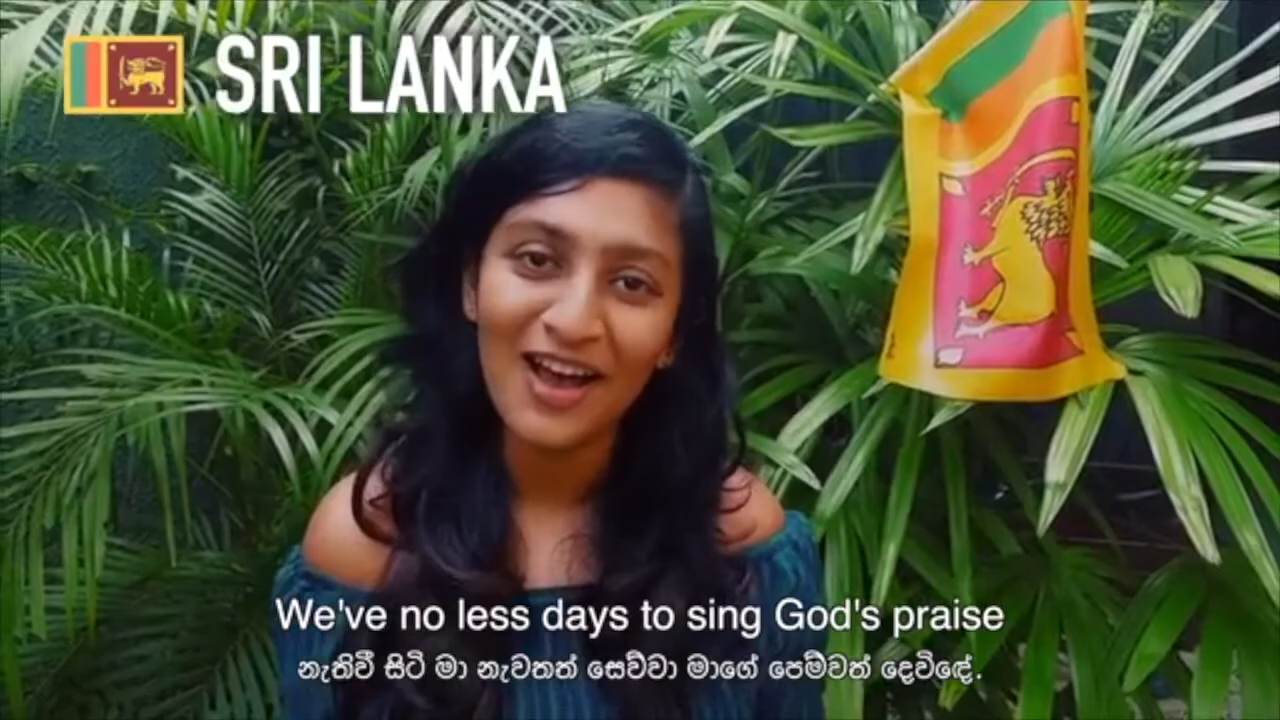 SRI LANKA
We've no less days to sing God's praise
නැතිවී සිටි මා නැවතත් සෙව්වා මාගේ පෙම්වත් දෙවිඳේ.